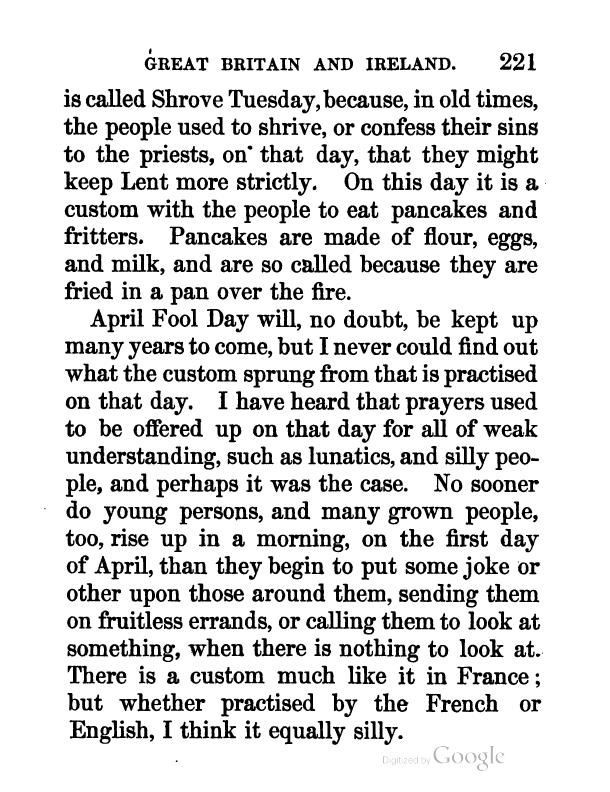 GREAT BRITAIN AND IRELAND. 221
is called Shrove Tuesday, because, in old times,
the people used to shrive, or confess their sins
to the priests, on that day, that they might
keep Lent more strictly. On this day it is a
custom with the people to eat pancakes and
fritters. Pancakes are made of flour, eggs,
and milk, and are so called because they are
fried in a pan over the fire.
April Fool Day will, no doubt, be kept up
many years to come, but I never could find out
what the custom sprung from that is practised
on that day. I have heard that prayers used
to be offered up on that day for all of weak
understanding, such as lunatics, and silly peo-
ple, and perhaps it was the case. No sooner
do young persons, and many grown people,
too, rise up in a morning, on the first day
of April, than they begin to put some joke or
other upon those around them, sending them
on fruitless errands, or calling them to look at
something, when there is nothing to look at.
There is a custom much like it in France;
but whether practised by the French or
English, I think it equally silly.
Digitized by Google